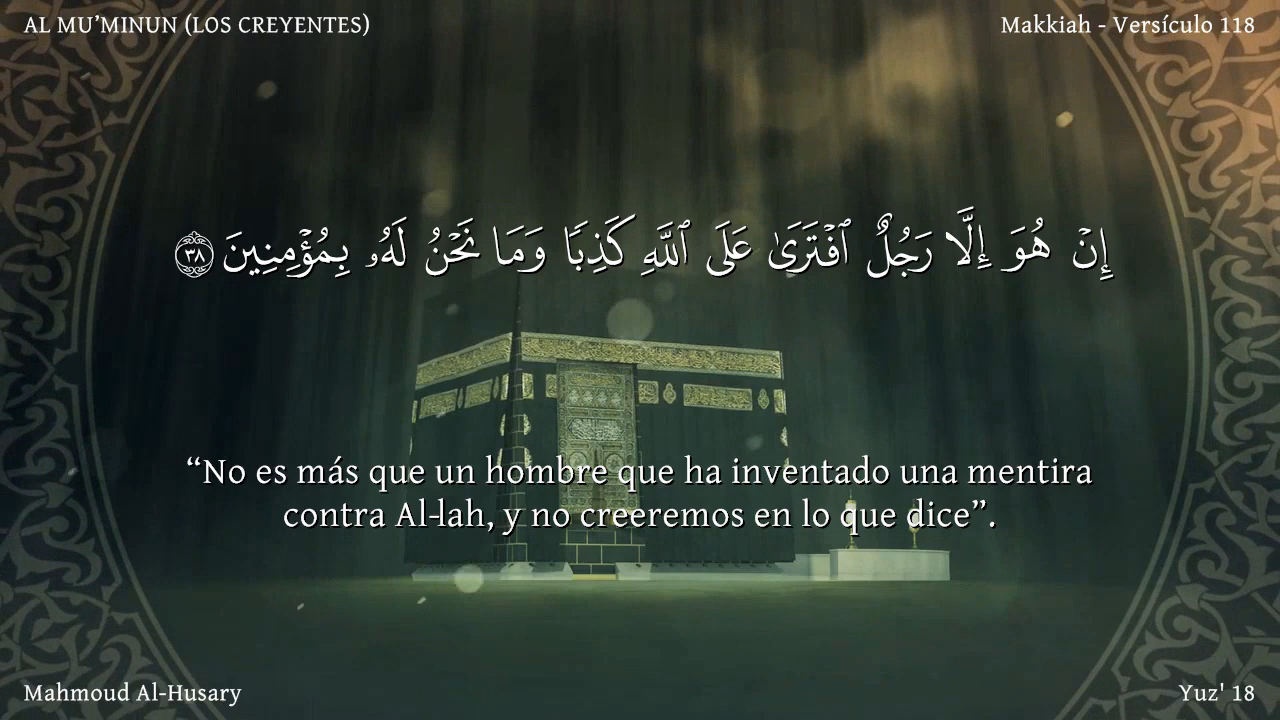 AL MU’MINUN (LOS CREYENTES)
Makkiah - Versículo 118
إِنْ هُوَ إِلَّا رَجُلٌ ٱفْتَرَىٰ عَلَى ٱللَّهِ كَذِبًا وَمَا نَحْنُ لَهُۥ بِمُؤْمِنِينَ ٣٨
“No es más que un hombre que ha inventado una mentira
contra Al-lah, y no creeremos en lo que dice”.
Mahmoud Al-Husary
Yuz' 18